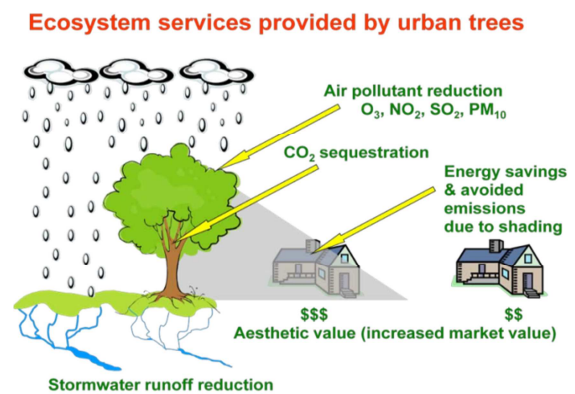 Ecosystem services provided by urban trees
Air pollutant reduction
O₃, NO₂, SO₂, PM₁₀
CO₂ sequestration
Energy savings
& avoided
emissions
due to shading
$$$
$$
Aesthetic value (increased market value)
Stormwater runoff reduction